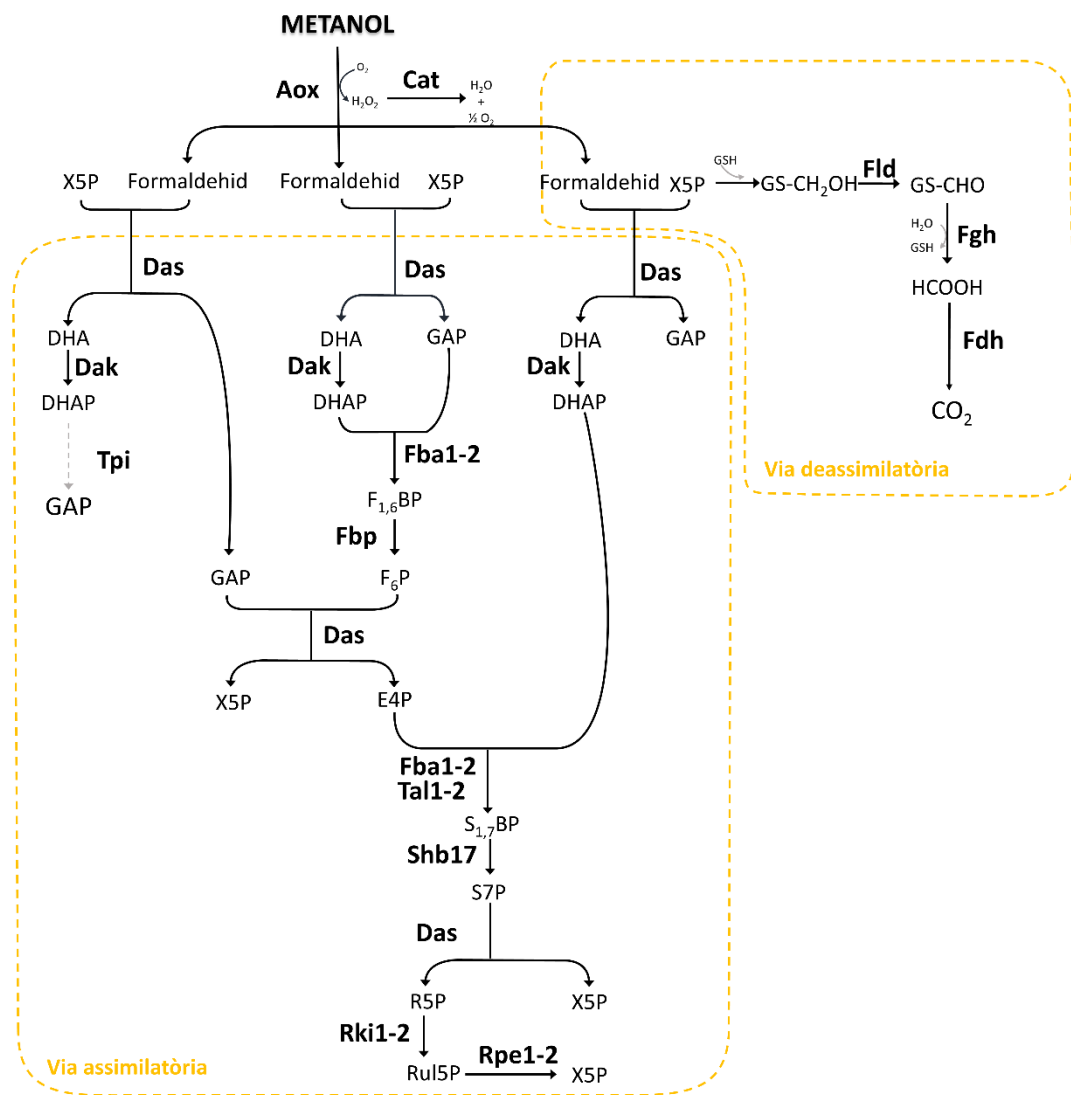 METANOL
Aox
O₂
H₂O₂
Cat
H₂O
+
½ O₂
X5P Formaldehid
Formaldehid X5P
Formaldehid X5P
GSH
GS-CH₂OH
Fld
GS-CHO
H₂O
GSH
Fgh
HCOOH
Fdh
CO₂
Via deassimilatòria
Das
Das
Das
DHA
Dak
DHAP
Tpi
GAP
DHA
GAP
Dak
DHAP
Fba1-2
F₁,₆BP
Fbp
GAP
F₆P
DHA
GAP
Dak
DHAP
Das
X5P
E4P
Fba1-2
Tal1-2
S₁,₇BP
Shb17
S7P
Das
R5P
X5P
Rki1-2
Rul5P
Rpe1-2
X5P
Via assimilatòria